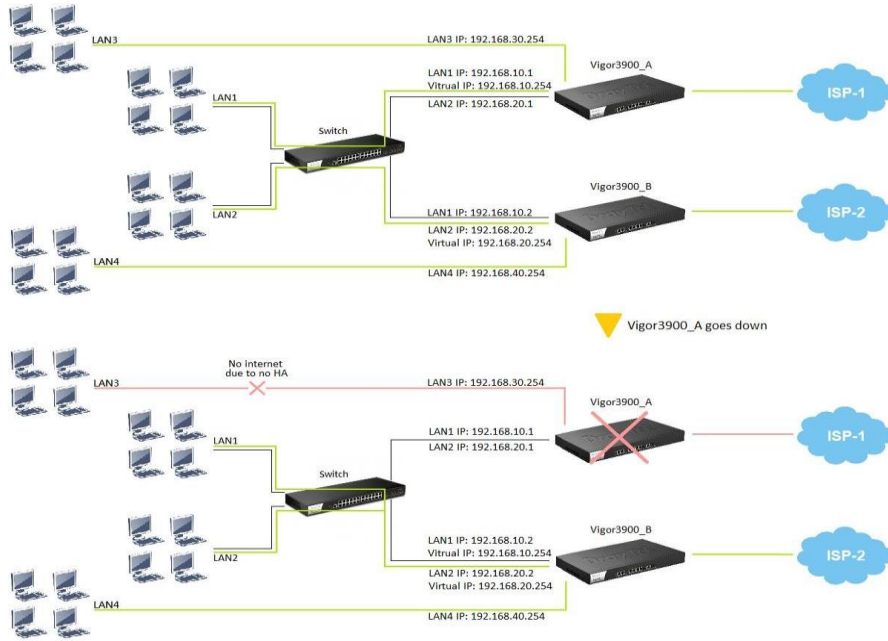 LAN3
LAN3 IP: 192.168.30.254
Vigor3900_A
LAN1 IP: 192.168.10.1
Vitrual IP: 192.168.10.254
LAN2 IP: 192.168.20.1
ISP-1
LAN1
Switch
Vigor3900_B
LAN2
LAN1 IP: 192.168.10.2
LAN2 IP: 192.168.20.2
Virtual IP: 192.168.20.254
ISP-2
LAN4
LAN4 IP: 192.168.40.254
Vigor3900_A goes down
No internet
due to no HA
LAN3
LAN3 IP: 192.168.30.254
Vigor3900_A
LAN1
LAN1 IP: 192.168.10.1
LAN2 IP: 192.168.20.1
ISP-1
Switch
Vigor3900_B
LAN2
LAN1 IP: 192.168.10.2
Vitrual IP: 192.168.10.254
LAN2 IP: 192.168.20.2
Virtual IP: 192.168.20.254
ISP-2
LAN4
LAN4 IP: 192.168.40.254